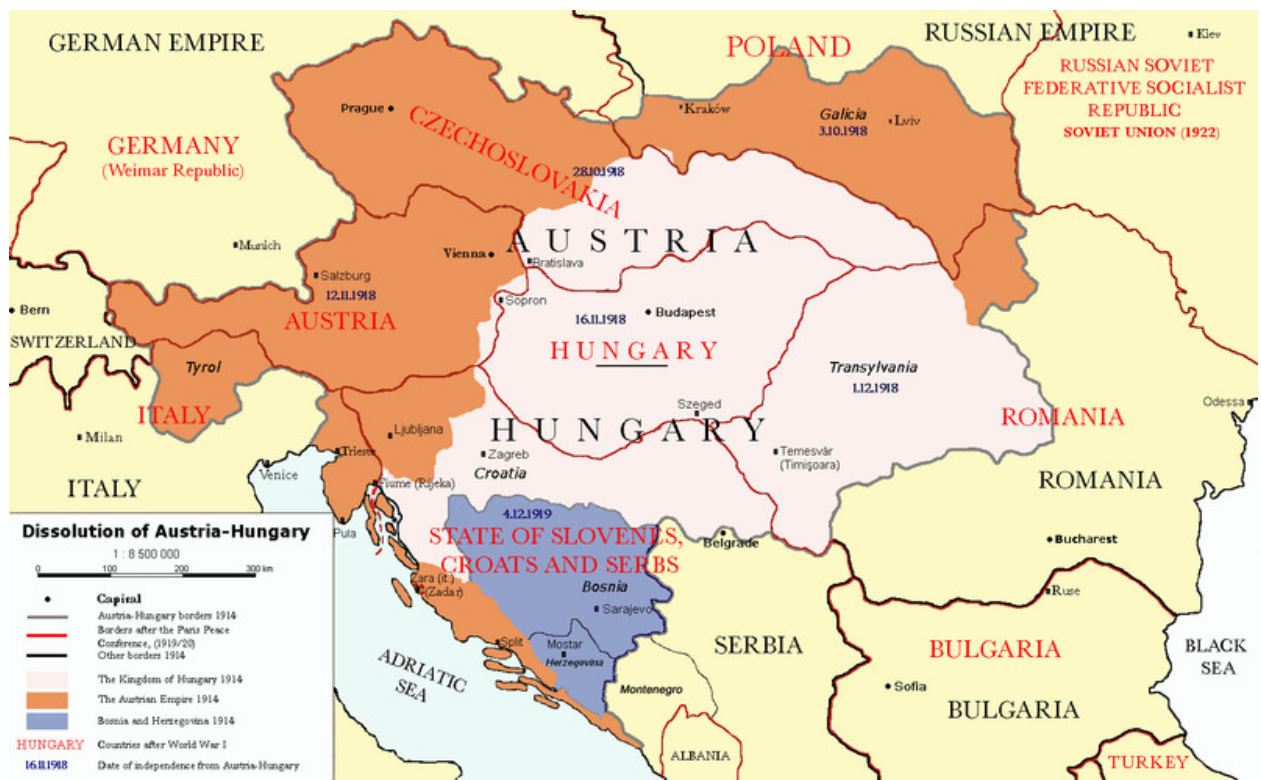 GERMAN EMPIRE
POLAND
RUSSIAN EMPIRE
Kiev
RUSSIAN SOVIET
FEDERATIVE SOCIALIST
REPUBLIC
SOVIET UNION (1922)
Prague
CZECHOSLOVAKIA
28.10.1918
Kraków
Galicia
3.10.1918
Lviv
GERMANY
(Weimar Republic)
Munich
Salzburg
12.11.1918
AUSTRIA
Vienna
AUSTRIA
Bratislava
Sopron
16.11.1918
Budapest
HUNGARY
Bern
SWITZERLAND
Tyrol
ITALY
Milan
Venice
ITALY
Transylvania
1.12.1918
Szeged
HUNGARY
Temesvár
(Timișoara)
ROMANIA
Odessa
ROMANIA
Bucharest
Ljubljana
Trieste
Zagreb
Croatia
Fiume (Rijeka)
Pula
4.12.1919
STATE OF SLOVENES,
CROATS AND SERBS
Belgrade
Bosnia
Sarajevo
Zara (it.)
(Zadar)
Split
Mostar
Herzegovina
ADRIATIC
SEA
SERBIA
Montenegro
ALBANIA
Ruse
BULGARIA
Sofia
BULGARIA
BLACK
SEA
TURKEY
Dissolution of Austria-Hungary
1 : 8 500 000
0 100 200 300 km
Capital
Austria-Hungary borders 1914
Borders after the Paris Peace
Conference, (1919/20)
Other borders 1914
The Kingdom of Hungary 1914
The Austrian Empire 1914
Bosnia and Herzegovina 1914
HUNGARY Countries after World War I
16.11.1918 Date of independence from Austria-Hungary